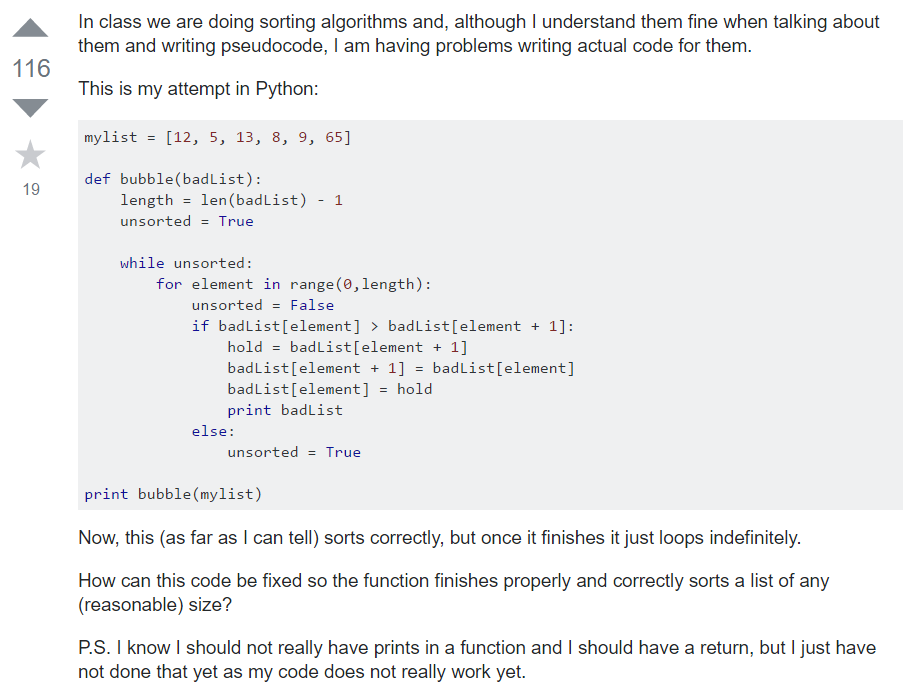 In class we are doing sorting algorithms and, although I understand them fine when talking about
them and writing pseudocode, I am having problems writing actual code for them.
116
This is my attempt in Python:
19
mylist = [12, 5, 13, 8, 9, 65]

def bubble(badList):
    length = len(badList) - 1
    unsorted = True

    while unsorted:
        for element in range(0,length):
            unsorted = False
            if badList[element] > badList[element + 1]:
                hold = badList[element + 1]
                badList[element + 1] = badList[element]
                badList[element] = hold
                print badList
            else:
                unsorted = True

print bubble(mylist)
Now, this (as far as I can tell) sorts correctly, but once it finishes it just loops indefinitely.
How can this code be fixed so the function finishes properly and correctly sorts a list of any
(reasonable) size?
P.S. I know I should not really have prints in a function and I should have a return, but I just have
not done that yet as my code does not really work yet.